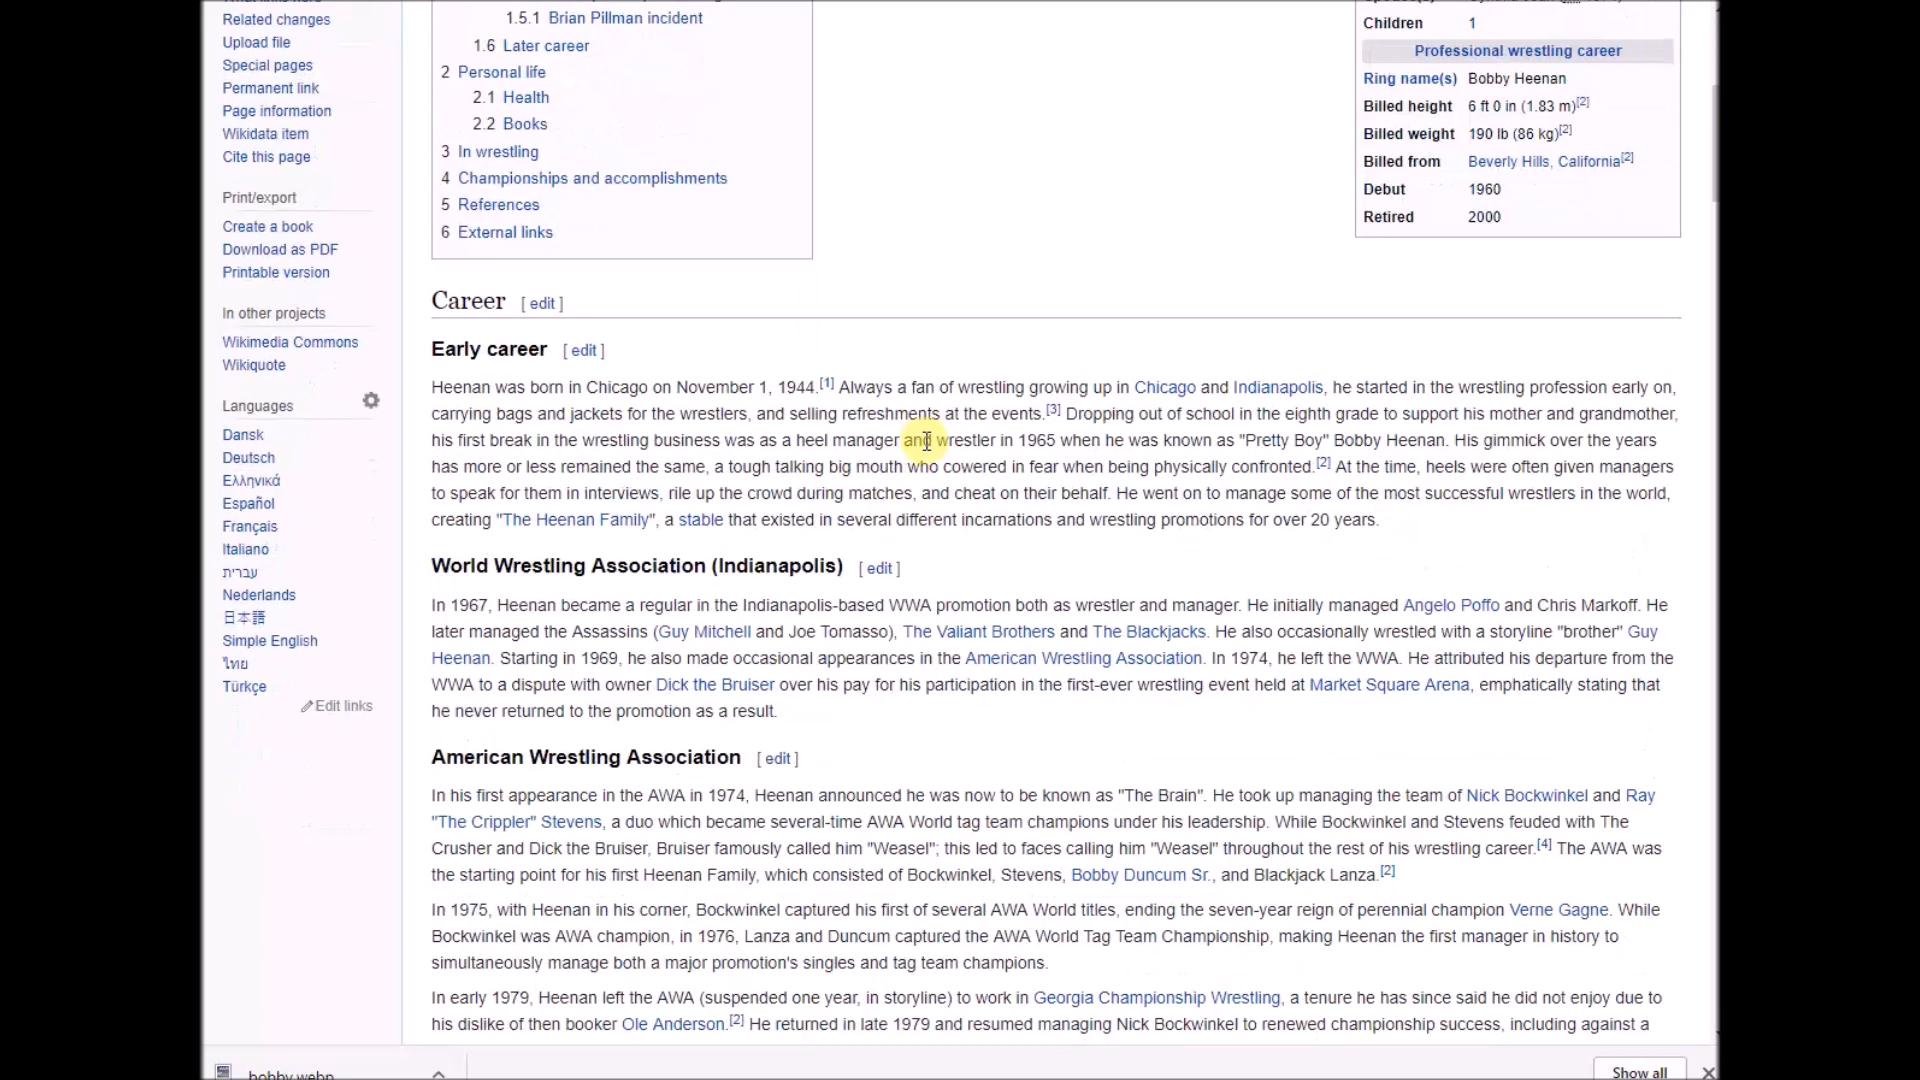 Related changes
Upload file
Special pages
Permanent link
Page information
Wikidata item
Cite this page
Print/export
Create a book
Download as PDF
Printable version
In other projects
Wikimedia Commons
Wikiquote
Languages
Dansk
Deutsch
Ελληνικά
Español
Français
Italiano
עברית
Nederlands
日本語
Simple English
ไทย
Türkçe
Edit links
1.5.1 Brian Pillman incident
1.6 Later career
2 Personal life
2.1 Health
2.2 Books
3 In wrestling
4 Championships and accomplishments
5 References
6 External links
Children 1
Professional wrestling career
Ring name(s) Bobby Heenan
Billed height 6 ft 0 in (1.83 m)[2]
Billed weight 190 lb (86 kg)[2]
Billed from Beverly Hills, California[2]
Debut 1960
Retired 2000
Career [ edit ]
Early career [ edit ]
Heenan was born in Chicago on November 1, 1944.[1] Always a fan of wrestling growing up in Chicago and Indianapolis, he started in the wrestling profession early on,
carrying bags and jackets for the wrestlers, and selling refreshments at the events.[3] Dropping out of school in the eighth grade to support his mother and grandmother,
his first break in the wrestling business was as a heel manager and wrestler in 1965 when he was known as "Pretty Boy" Bobby Heenan. His gimmick over the years
has more or less remained the same, a tough talking big mouth who cowered in fear when being physically confronted.[2] At the time, heels were often given managers
to speak for them in interviews, rile up the crowd during matches, and cheat on their behalf. He went on to manage some of the most successful wrestlers in the world,
creating "The Heenan Family", a stable that existed in several different incarnations and wrestling promotions for over 20 years.
World Wrestling Association (Indianapolis) [ edit ]
In 1967, Heenan became a regular in the Indianapolis-based WWA promotion both as wrestler and manager. He initially managed Angelo Poffo and Chris Markoff. He
later managed the Assassins (Guy Mitchell and Joe Tomasso), The Valiant Brothers and The Blackjacks. He also occasionally wrestled with a storyline "brother" Guy
Heenan. Starting in 1969, he also made occasional appearances in the American Wrestling Association. In 1974, he left the WWA. He attributed his departure from the
WWA to a dispute with owner Dick the Bruiser over his pay for his participation in the first-ever wrestling event held at Market Square Arena, emphatically stating that
he never returned to the promotion as a result.
American Wrestling Association [ edit ]
In his first appearance in the AWA in 1974, Heenan announced he was now to be known as "The Brain". He took up managing the team of Nick Bockwinkel and Ray
"The Crippler" Stevens, a duo which became several-time AWA World tag team champions under his leadership. While Bockwinkel and Stevens feuded with The
Crusher and Dick the Bruiser, Bruiser famously called him "Weasel"; this led to faces calling him "Weasel" throughout the rest of his wrestling career.[4] The AWA was
the starting point for his first Heenan Family, which consisted of Bockwinkel, Stevens, Bobby Duncum Sr., and Blackjack Lanza.[2]
In 1975, with Heenan in his corner, Bockwinkel captured his first of several AWA World titles, ending the seven-year reign of perennial champion Verne Gagne. While
Bockwinkel was AWA champion, in 1976, Lanza and Duncum captured the AWA World Tag Team Championship, making Heenan the first manager in history to
simultaneously manage both a major promotion's singles and tag team champions.
In early 1979, Heenan left the AWA (suspended one year, in storyline) to work in Georgia Championship Wrestling, a tenure he has since said he did not enjoy due to
his dislike of then booker Ole Anderson.[2] He returned in late 1979 and resumed managing Nick Bockwinkel to renewed championship success, including against a
bobby.webp
Show all